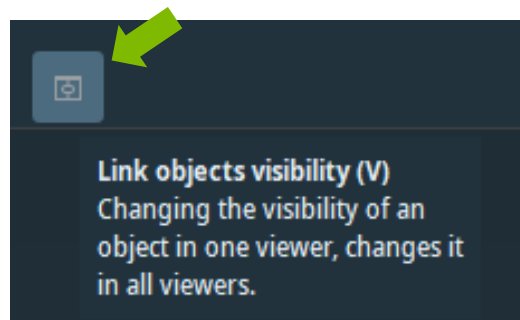 Link objects visibility (V)
Changing the visibility of an
object in one viewer, changes it
in all viewers.